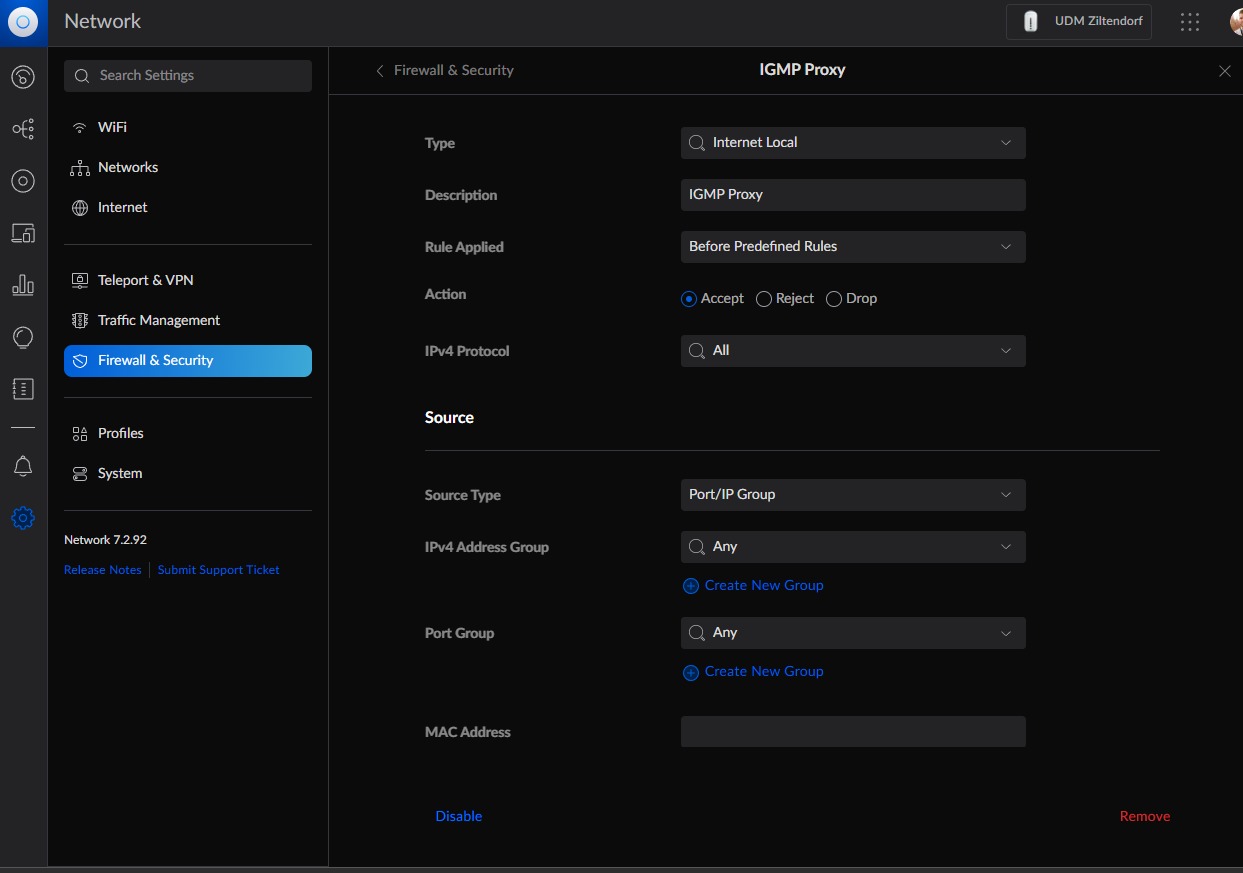 Network
UDM Ziltendorf
Search Settings
WiFi
Networks
Internet
Teleport & VPN
Traffic Management
Firewall & Security
Profiles
System
Network 7.2.92
Release Notes
Submit Support Ticket
Firewall & Security
IGMP Proxy
Type
Internet Local
Description
IGMP Proxy
Rule Applied
Before Predefined Rules
Action
Accept Reject Drop
IPv4 Protocol
All
Source
Source Type
Port/IP Group
IPv4 Address Group
Any
Create New Group
Port Group
Any
Create New Group
MAC Address
Disable
Remove